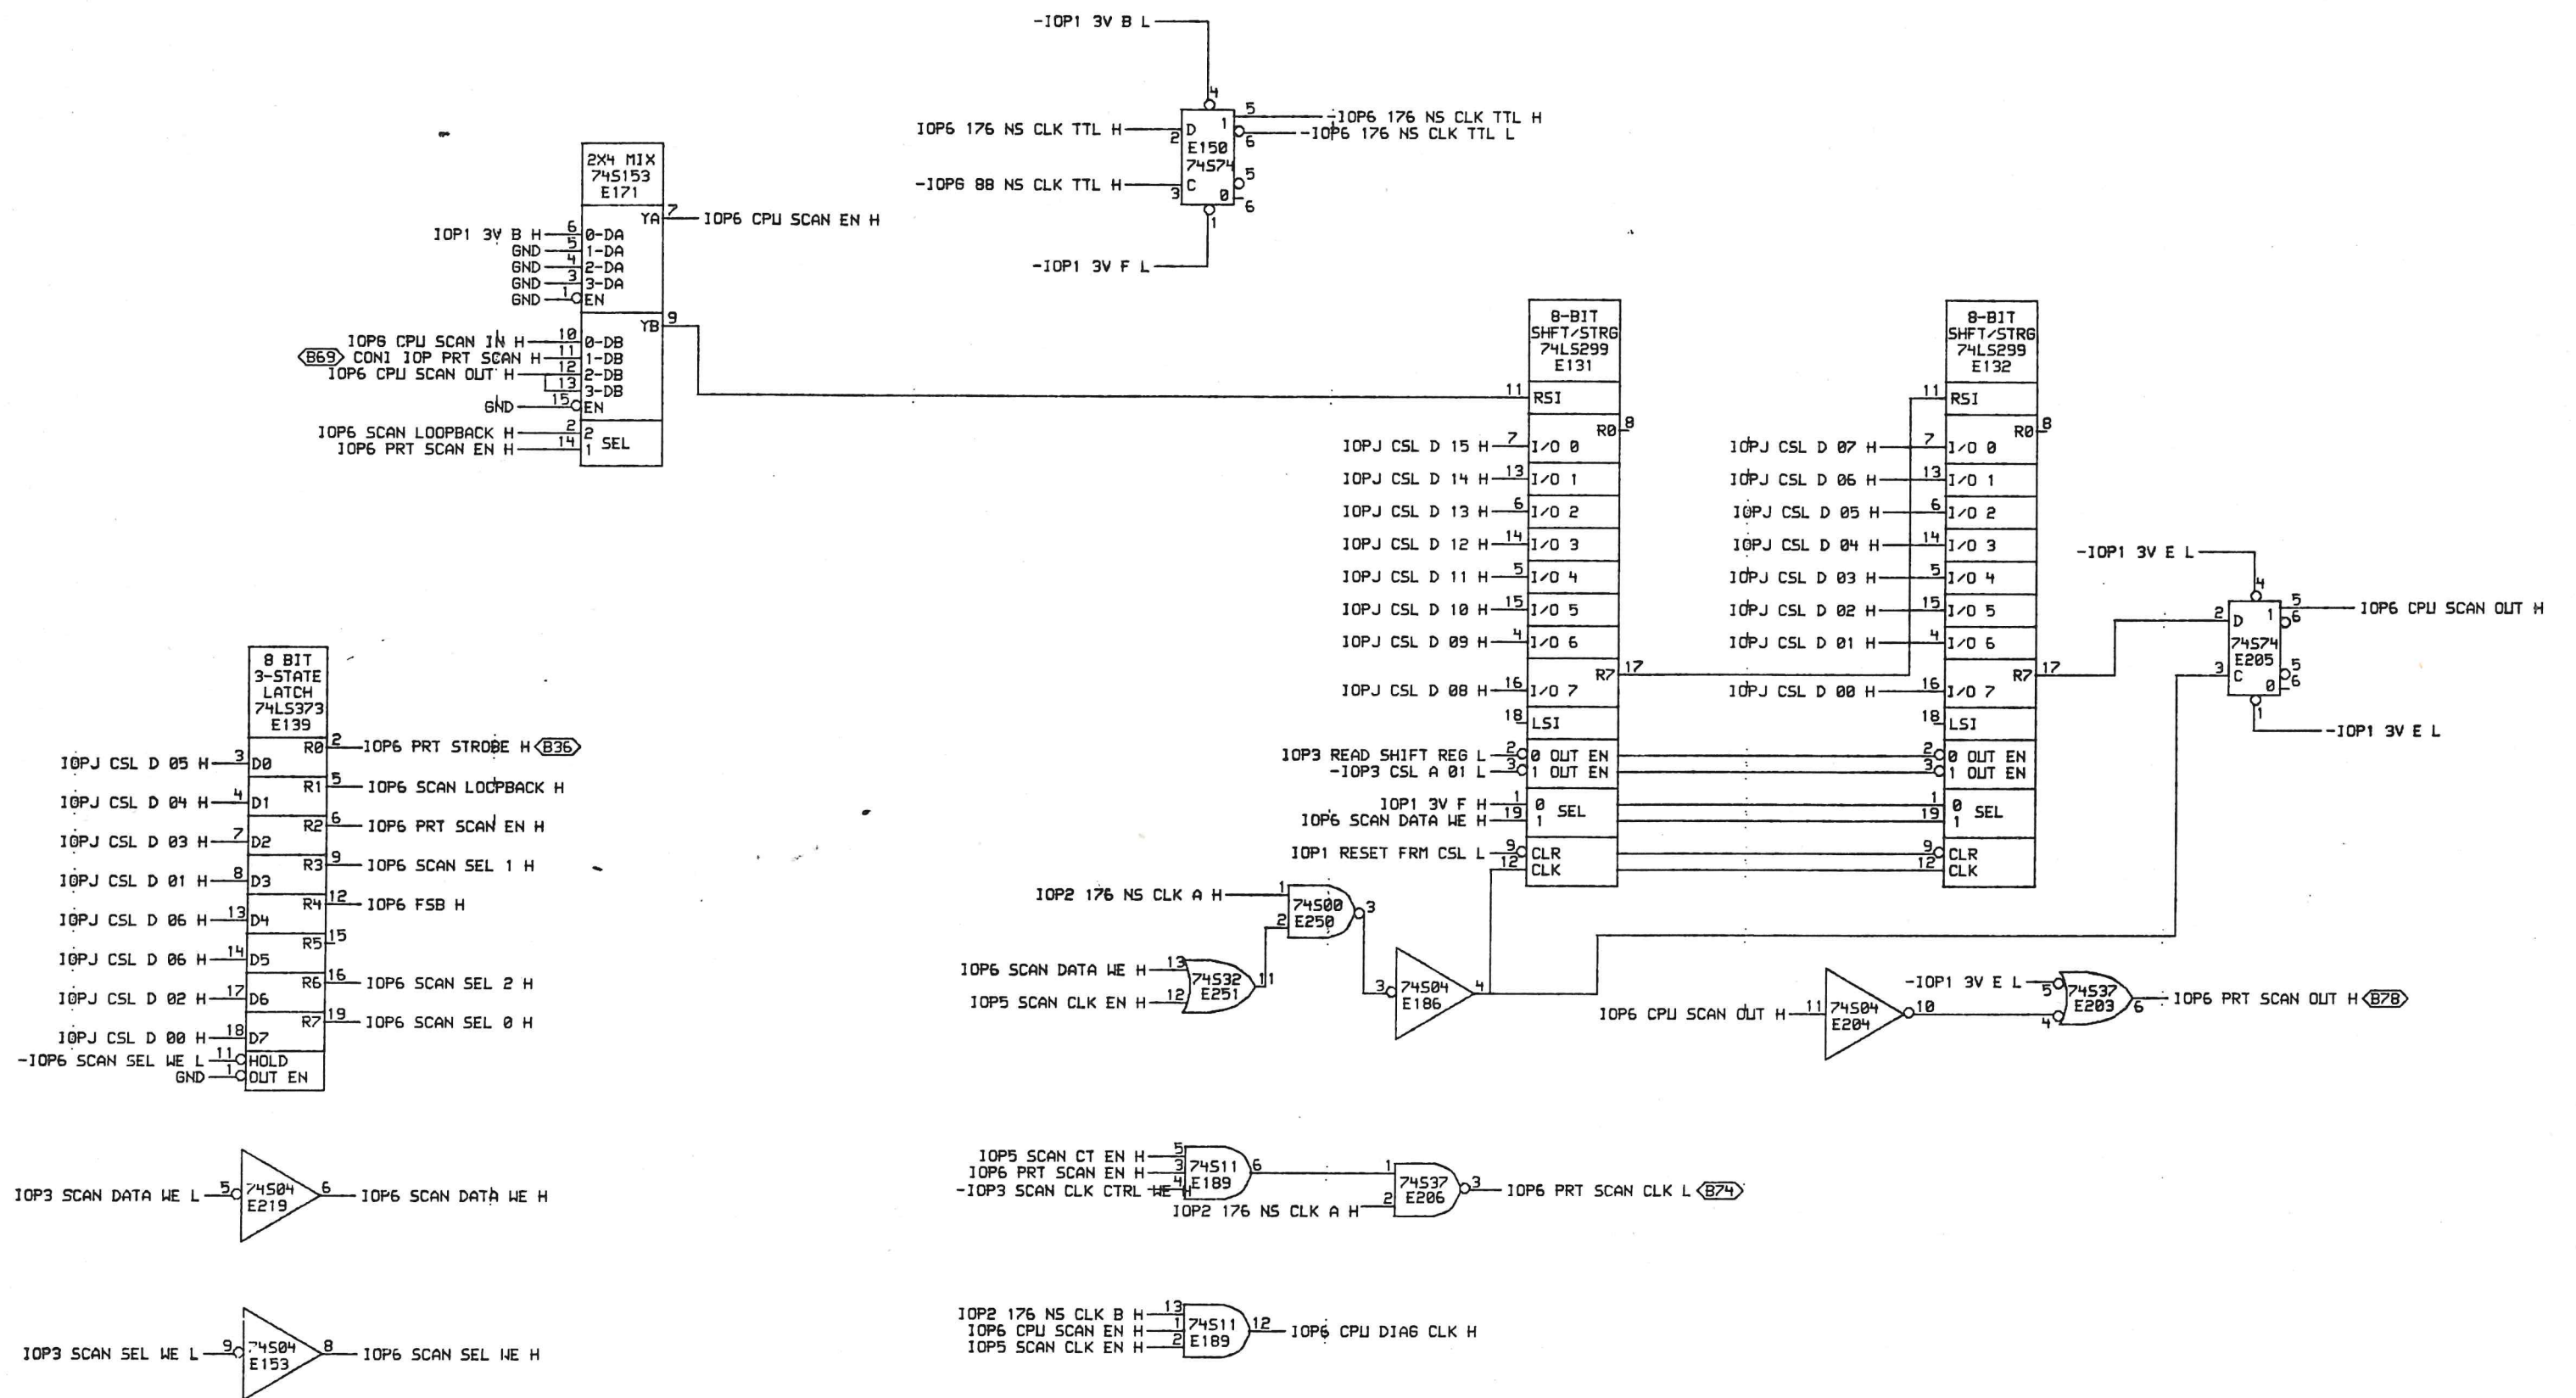 -IOP1 3V B L
4
IOP6 176 NS CLK TTL H
2
D 1
5
-IOP6 176 NS CLK TTL H
6
-IOP6 176 NS CLK TTL L
E150
74S74
-IOP6 88 NS CLK TTL H
3
C
5
0
6
1
-IOP1 3V F L
2X4 MIX
74S153
E171
YA
7
IOP6 CPU SCAN EN H
IOP1 3V B H 6 0-DA
GND 5 1-DA
GND 4 2-DA
GND 3 3-DA
GND 1 EN
YB
9
IOP6 CPU SCAN IN H 10 0-DB
B69 CON1 IOP PRT SCAN H 11 1-DB
IOP6 CPU SCAN OUT H 12 2-DB
13 3-DB
GND 15 EN
IOP6 SCAN LOOPBACK H 2 2
SEL
IOP6 PRT SCAN EN H 14 1
8-BIT
SHFT/STRG
74LS299
E131
11 RSI
R0 8
IOPJ CSL D 15 H 7 I/O 0
IOPJ CSL D 14 H 13 I/O 1
IOPJ CSL D 13 H 6 I/O 2
IOPJ CSL D 12 H 14 I/O 3
IOPJ CSL D 11 H 5 I/O 4
IOPJ CSL D 10 H 15 I/O 5
IOPJ CSL D 09 H 4 I/O 6
R7 17
IOPJ CSL D 08 H 16 I/O 7
18 LSI
IOP3 READ SHIFT REG L 2 0 OUT EN
-IOP3 CSL A 01 L 3 1 OUT EN
IOP1 3V F H 1 0
SEL
IOP6 SCAN DATA WE H 19 1
IOP1 RESET FRM CSL L 9 CLR
12 CLK
8-BIT
SHFT/STRG
74LS299
E132
11 RSI
R0 8
IOPJ CSL D 07 H 7 I/O 0
IOPJ CSL D 06 H 13 I/O 1
IOPJ CSL D 05 H 6 I/O 2
IOPJ CSL D 04 H 14 I/O 3
IOPJ CSL D 03 H 5 I/O 4
IOPJ CSL D 02 H 15 I/O 5
IOPJ CSL D 01 H 4 I/O 6
R7 17
IOPJ CSL D 00 H 16 I/O 7
18 LSI
2 0 OUT EN
3 1 OUT EN
1 0
SEL
19 1
9 CLR
12 CLK
-IOP1 3V E L
4
2 D 1 5
IOP6 CPU SCAN OUT H
6
74S74
E205
3 C
5
0 6
1
-IOP1 3V E L
8 BIT
3-STATE
LATCH
74LS373
E139
R0 2 IOP6 PRT STROBE H B36
IOPJ CSL D 05 H 3 D0
R1 5 IOP6 SCAN LOOPBACK H
IOPJ CSL D 04 H 4 D1
R2 6 IOP6 PRT SCAN EN H
IOPJ CSL D 03 H 7 D2
R3 9 IOP6 SCAN SEL 1 H
IOPJ CSL D 01 H 8 D3
R4 12 IOP6 FSB H
IOPJ CSL D 06 H 13 D4
R5 15
IOPJ CSL D 06 H 14 D5
R6 16 IOP6 SCAN SEL 2 H
IOPJ CSL D 02 H 17 D6
R7 19 IOP6 SCAN SEL 0 H
IOPJ CSL D 00 H 18 D7
-IOP6 SCAN SEL WE L 11 HOLD
GND 1 OUT EN
IOP2 176 NS CLK A H 1
74S00
E250
3
2
IOP6 SCAN DATA WE H 13
74S32
E251
11
IOP5 SCAN CLK EN H 12
3 74S04 4
E186
IOP6 CPU SCAN OUT H 11 74S04 10
E204
-IOP1 3V E L
5
74S37
E203
4
6
IOP6 PRT SCAN OUT H B78
IOP3 SCAN DATA WE L 5 74S04 6 IOP6 SCAN DATA WE H
E219
IOP5 SCAN CT EN H 5
IOP6 PRT SCAN EN H 3 74S11 6
-IOP3 SCAN CLK CTRL WE H 4 E189
1
74S37
E206
3 IOP6 PRT SCAN CLK L B74
IOP2 176 NS CLK A H 2
IOP3 SCAN SEL WE L 9 74S04 8 IOP6 SCAN SEL WE H
E153
IOP2 176 NS CLK B H 13
IOP6 CPU SCAN EN H 1 74S11 12 IOP6 CPU DIAG CLK H
IOP5 SCAN CLK EN H 2 E189